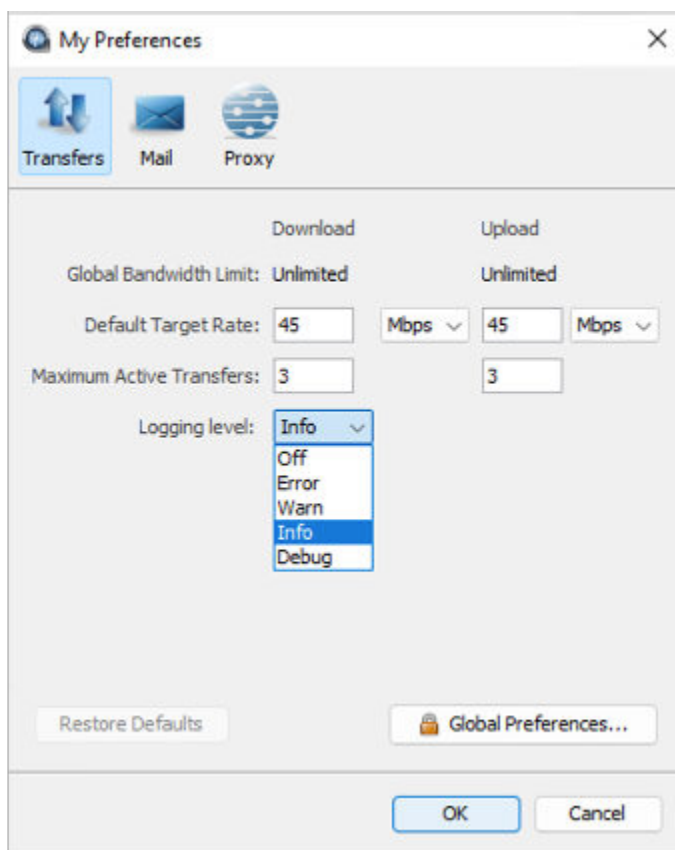 My Preferences
Transfers Mail Proxy
Download Upload
Global Bandwidth Limit: Unlimited Unlimited
Default Target Rate: 45 Mbps 45 Mbps
Maximum Active Transfers: 3 3
Logging level: Info
Off
Error
Warn
Info
Debug
Restore Defaults Global Preferences...
OK Cancel